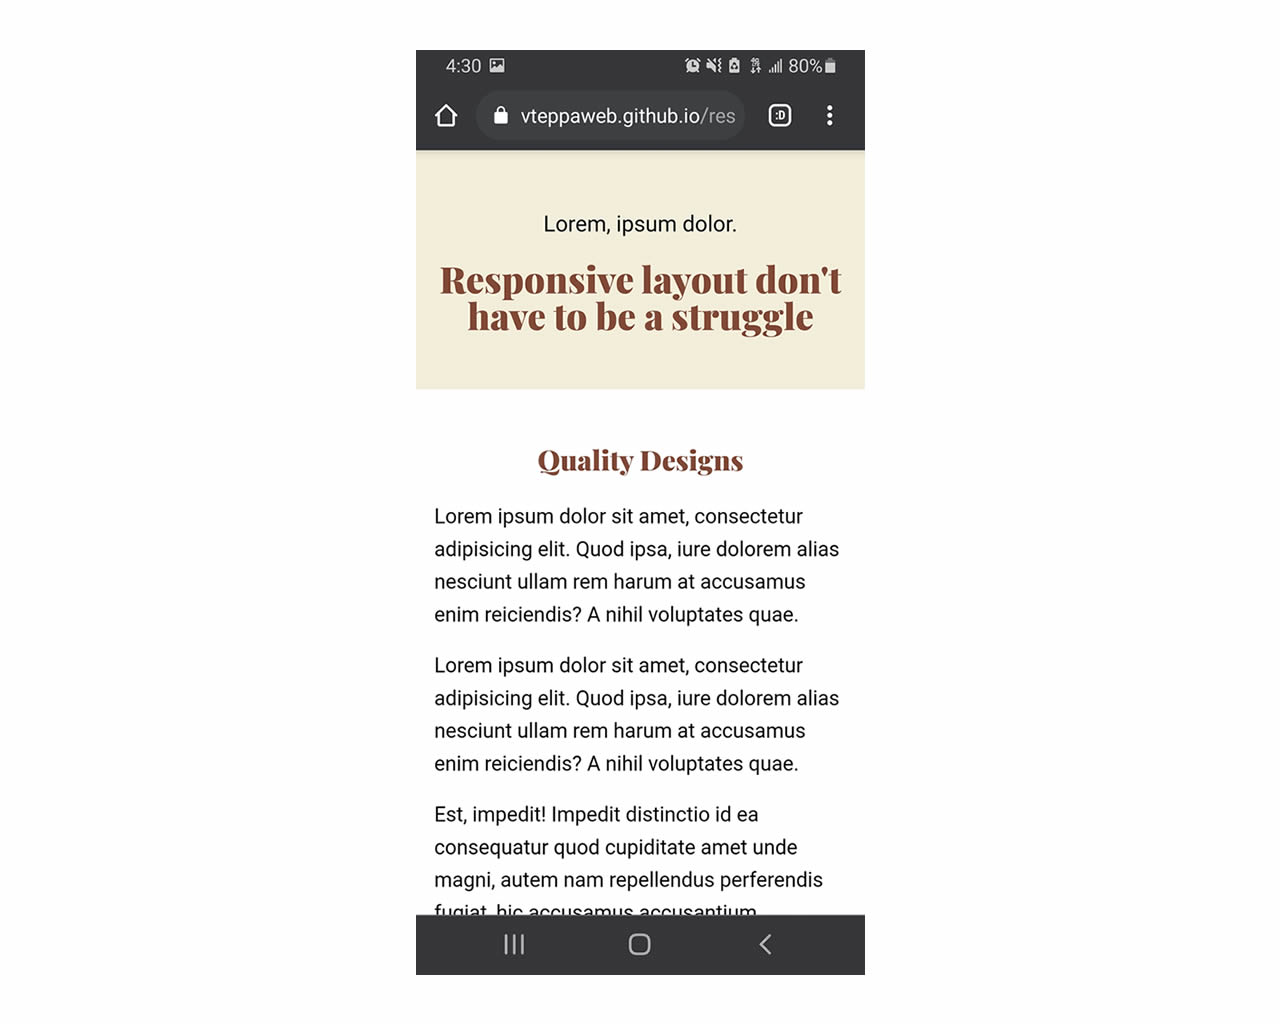 4:30 80%
vteppaweb.github.io/res :D
Lorem, ipsum dolor.
Responsive layout don't
have to be a struggle
Quality Designs
Lorem ipsum dolor sit amet, consectetur
adipisicing elit. Quod ipsa, iure dolorem alias
nesciunt ullam rem harum at accusamus
enim reiciendis? A nihil voluptates quae.
Lorem ipsum dolor sit amet, consectetur
adipisicing elit. Quod ipsa, iure dolorem alias
nesciunt ullam rem harum at accusamus
enim reiciendis? A nihil voluptates quae.
Est, impedit! Impedit distinctio id ea
consequatur quod cupiditate amet unde
magni, autem nam repellendus perferendis
fugiat, hic accusamus accusantium